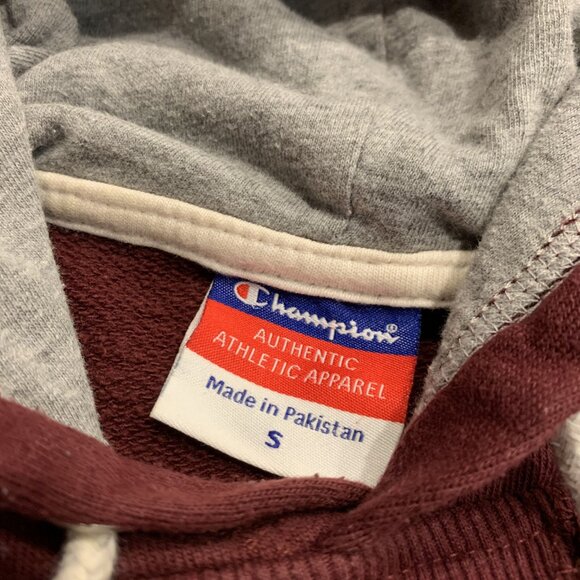 Champion®
AUTHENTIC
ATHLETIC APPAREL
Made in Pakistan
S